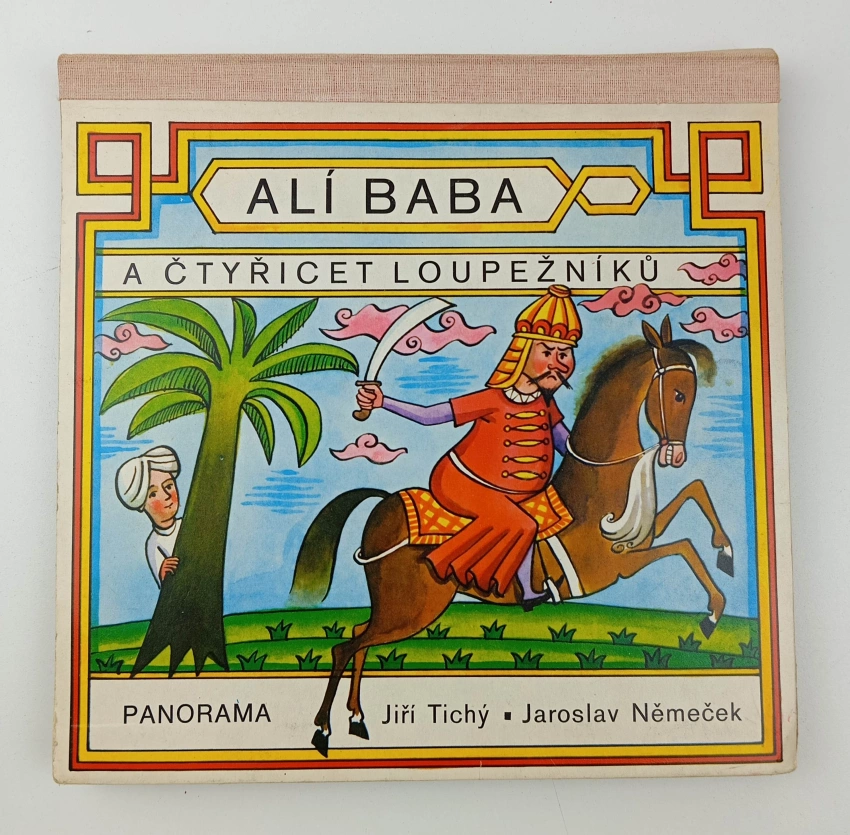 ALÍ BABA
A ČTYŘICET LOUPEŽNÍKŮ
PANORAMA Jiří Tichý ▪ Jaroslav Němeček